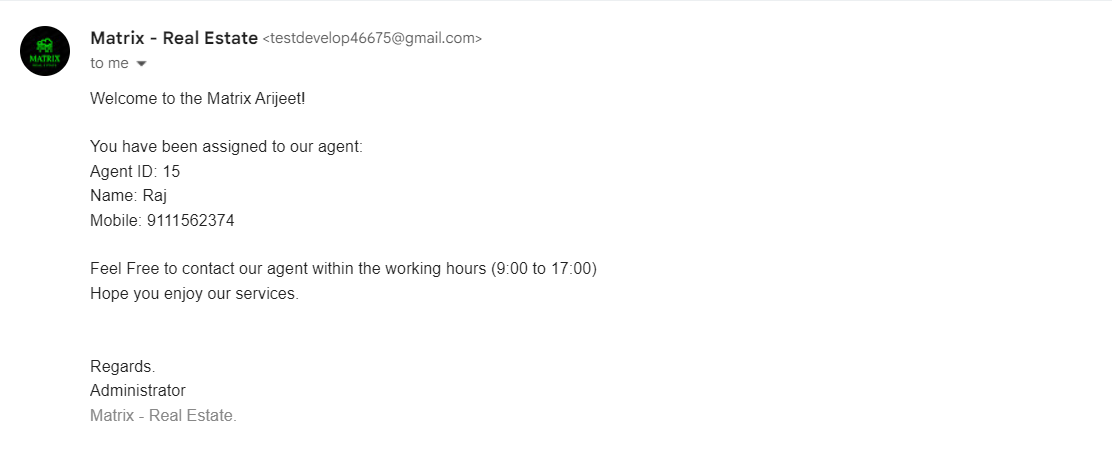 Matrix - Real Estate <testdevelop46675@gmail.com>
MATRIX
REAL ESTATE
to me
Welcome to the Matrix Arijeet!
You have been assigned to our agent:
Agent ID: 15
Name: Raj
Mobile: 9111562374
Feel Free to contact our agent within the working hours (9:00 to 17:00)
Hope you enjoy our services.
Regards.
Administrator
Matrix - Real Estate.